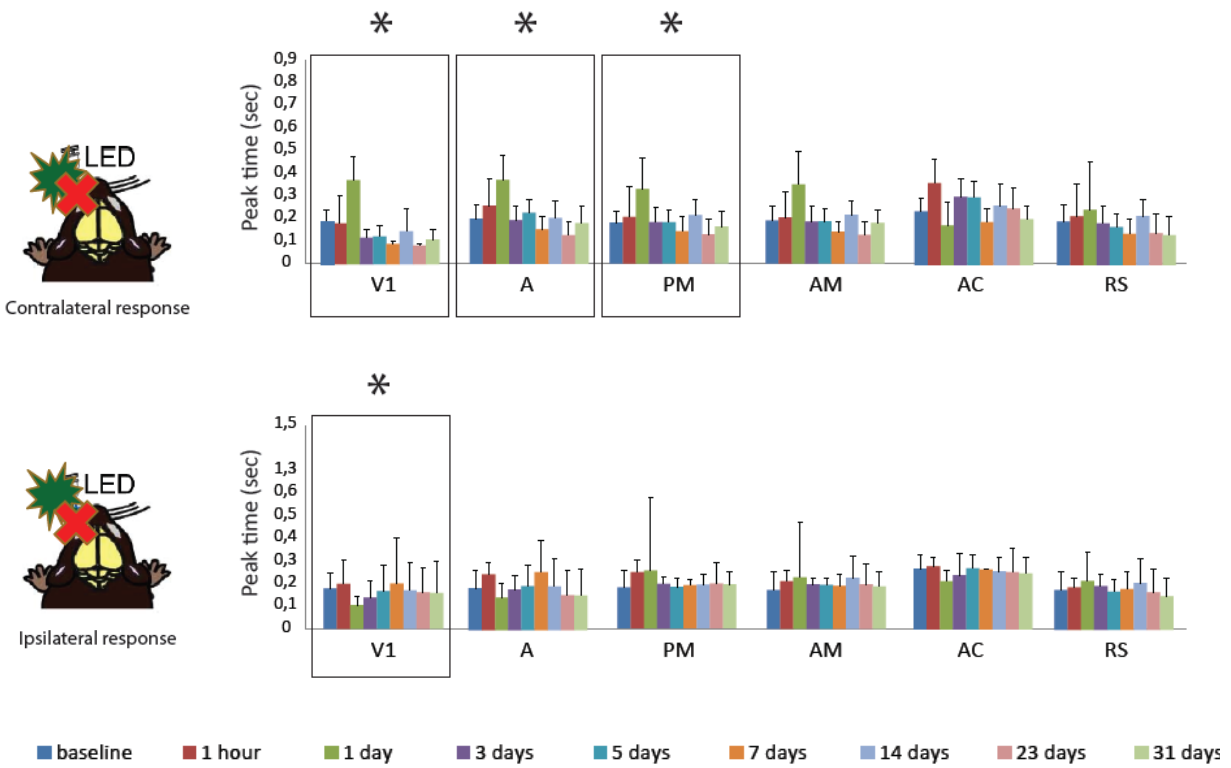 * * *
LED
Contralateral response
Peak time (sec)
0,9
0,8
0,7
0,6
0,5
0,4
0,3
0,2
0,1
0
V1 A PM AM AC RS
*
LED
Ipsilateral response
Peak time (sec)
1,5
1,3
0,6
0,5
0,4
0,3
0,2
0,1
0
V1 A PM AM AC RS
baseline 1 hour 1 day 3 days 5 days 7 days 14 days 23 days 31 days